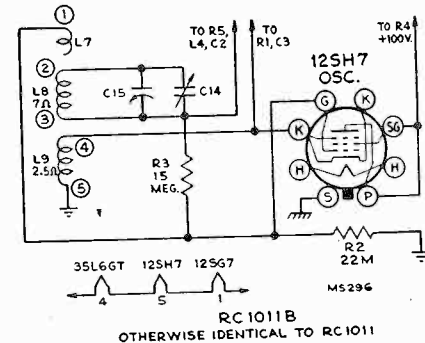 1
L7
TO R5,
L4, C2
TO
R1, C3
TO R4
+100V.
12SH7
OSC.
2
L8
7Ω
3
C15
C14
G
K
K
SG
H
H
S
P
4
L9
2.5Ω
5
R3
15
MEG.
R2
22M
35L6GT
12SH7
12SG7
4
5
1
MS296
RC1011B
OTHERWISE IDENTICAL TO RC1011